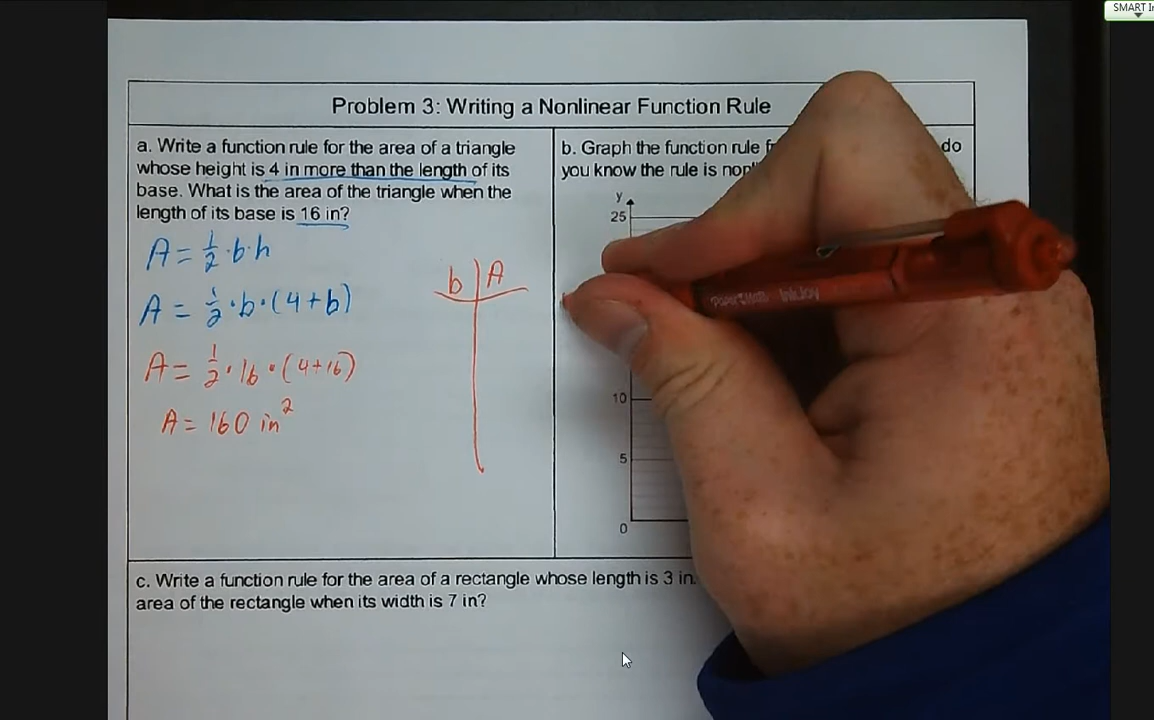 SMART
Problem 3: Writing a Nonlinear Function Rule
a. Write a function rule for the area of a triangle
whose height is 4 in more than the length of its
base. What is the area of the triangle when the
length of its base is 16 in?
A = 1/2 · b · h
A = 1/2 · b · (4 + b)
A = 1/2 · 16 · (4+16)
A = 160 in²
b | A
b. Graph the function rule do
you know the rule is
y
25
10
5
0
PAPER MATE InkJoy
c. Write a function rule for the area of a rectangle whose length is 3 in.
area of the rectangle when its width is 7 in?